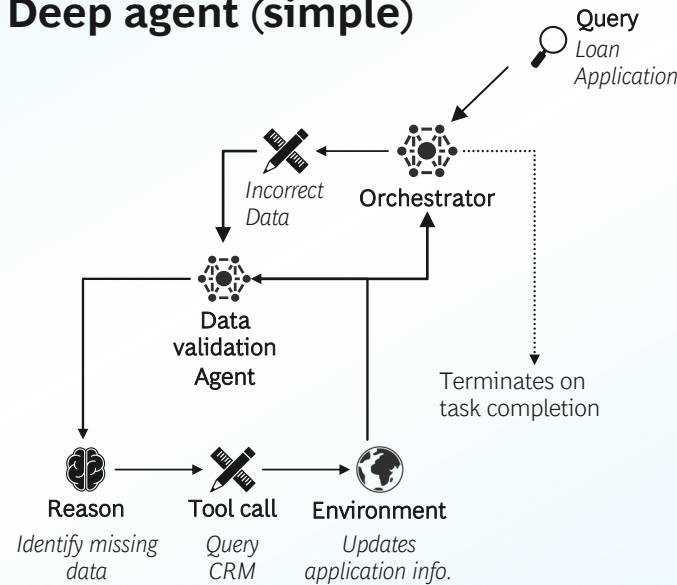 Deep agent (simple)
Query
Loan
Application
Incorrect
Data
Orchestrator
Data
validation
Agent
Terminates on
task completion
Reason
Identify missing
data
Tool call
Query
CRM
Environment
Updates
application info.